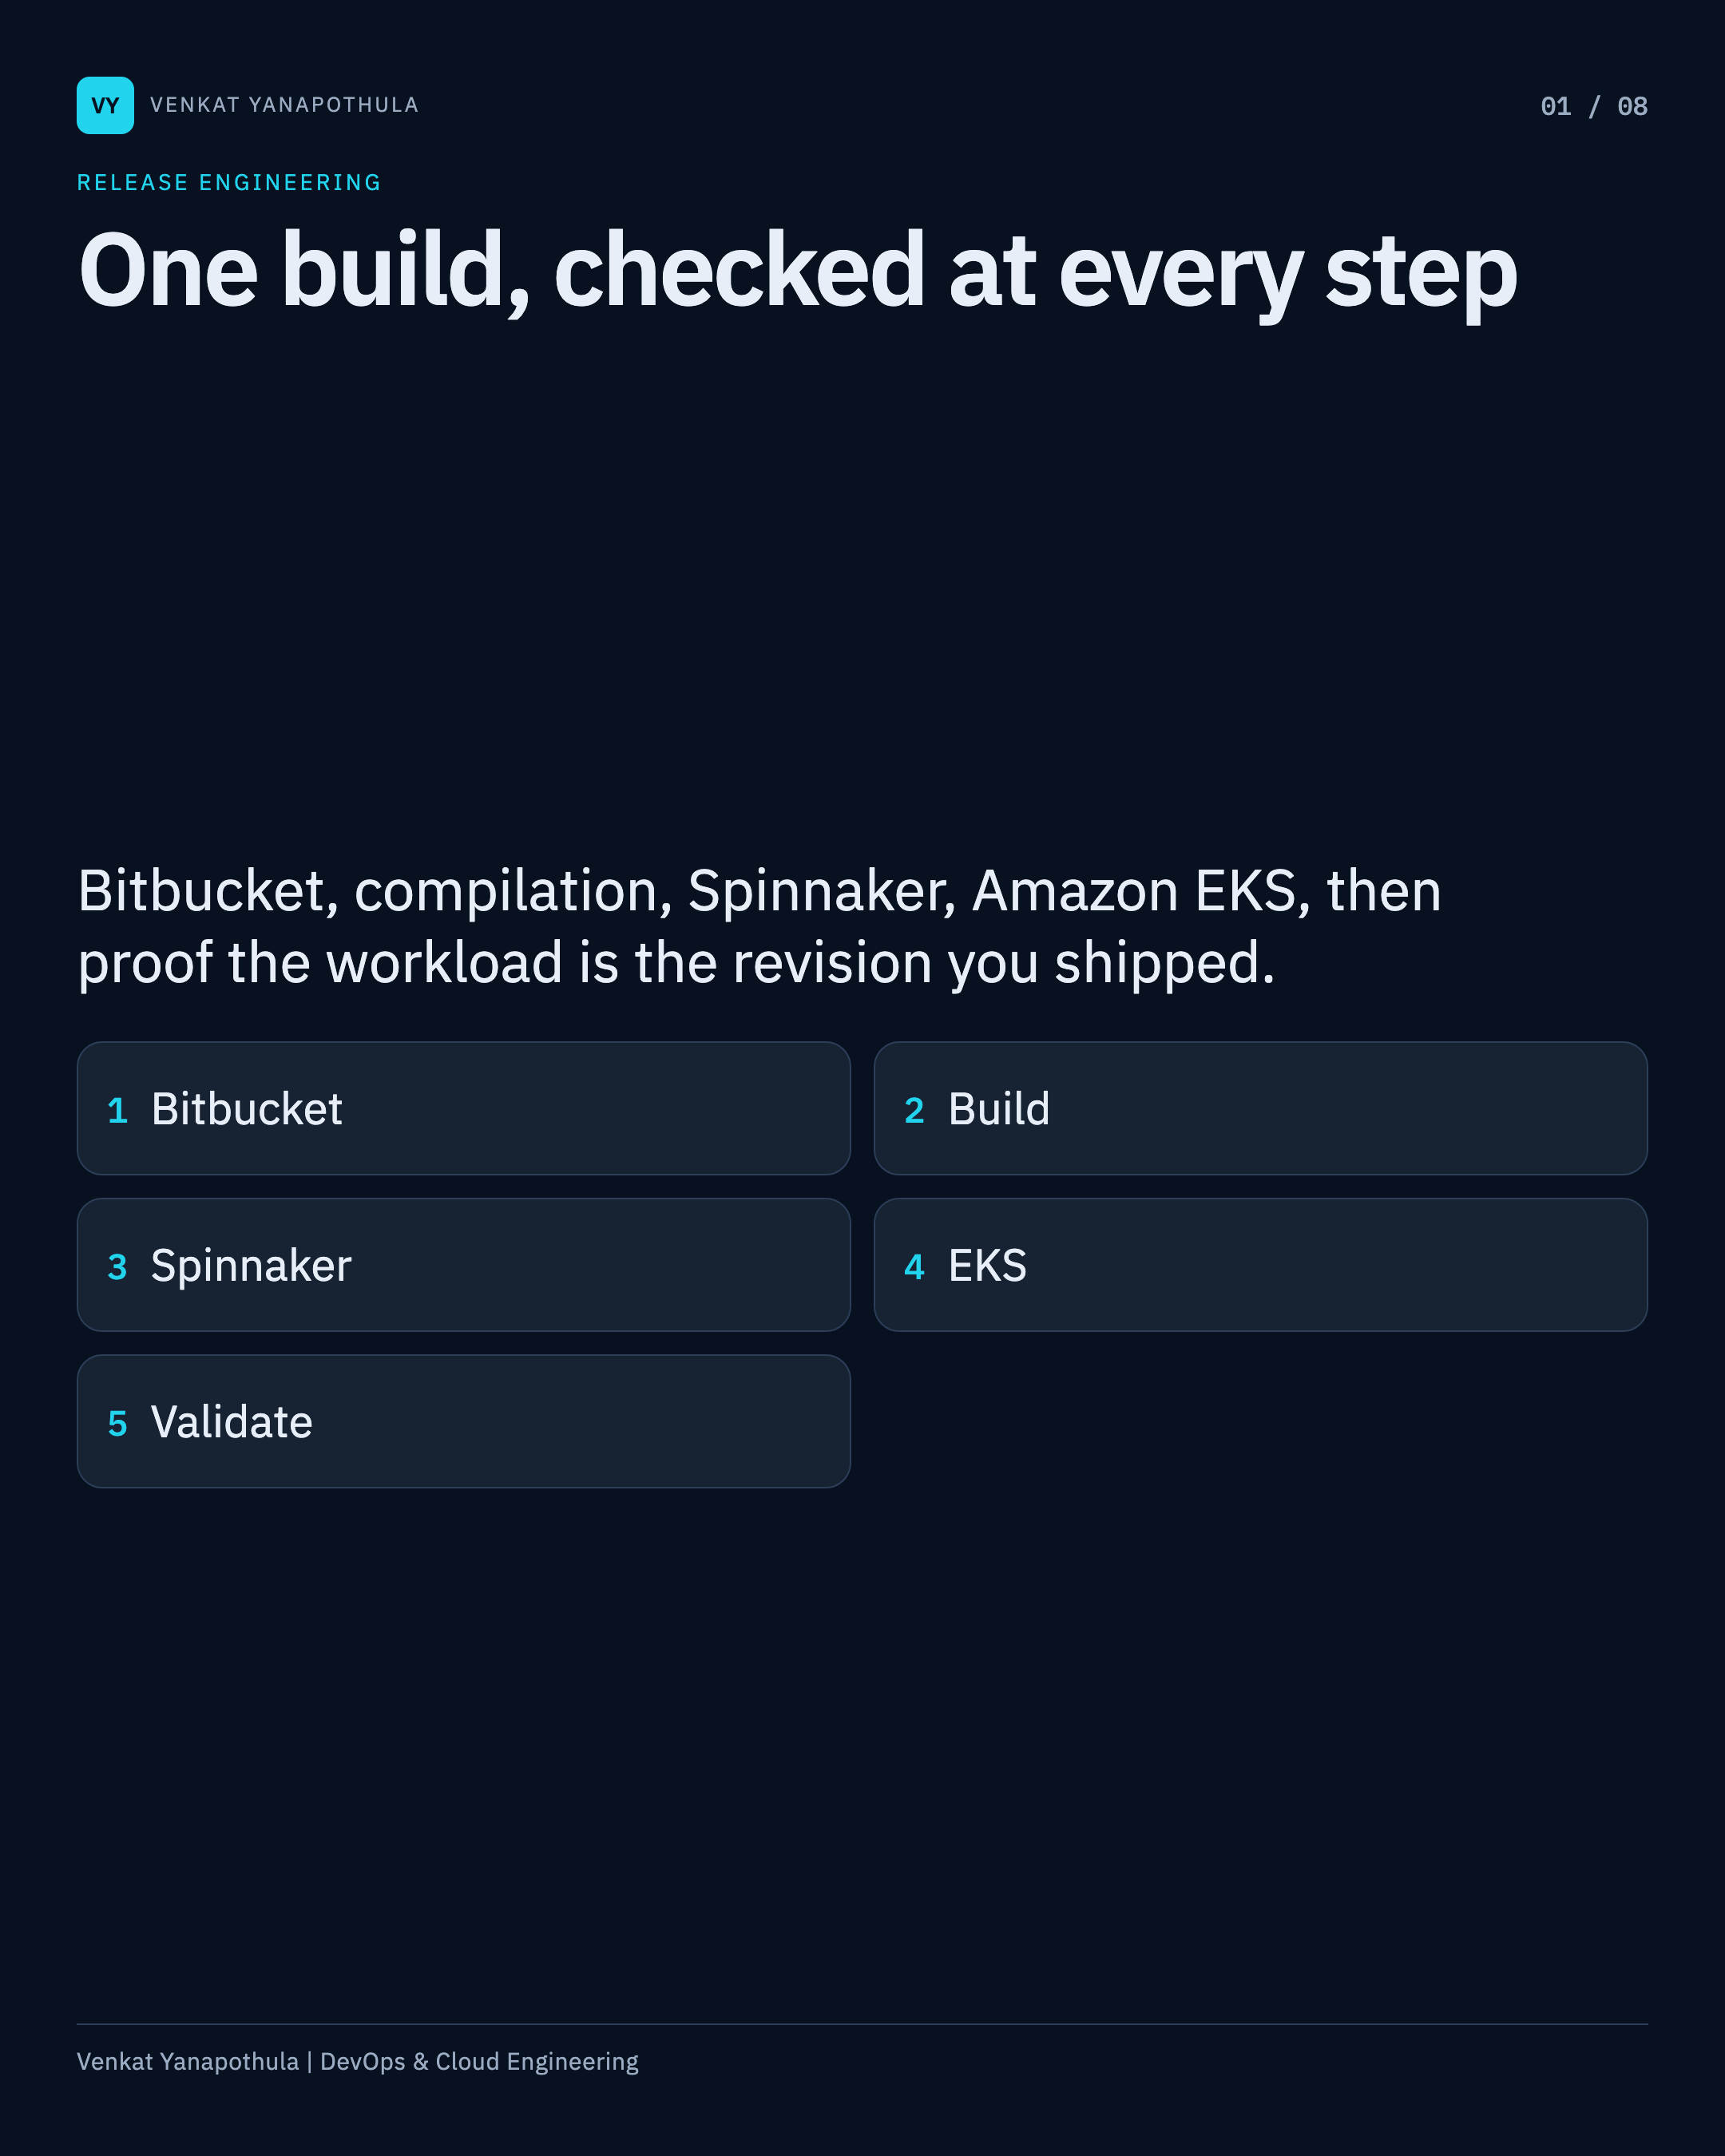 VY VENKAT YANAPOTHULA
01 / 08
RELEASE ENGINEERING
One build, checked at every step
Bitbucket, compilation, Spinnaker, Amazon EKS, then
proof the workload is the revision you shipped.
1 Bitbucket
2 Build
3 Spinnaker
4 EKS
5 Validate
Venkat Yanapothula | DevOps & Cloud Engineering